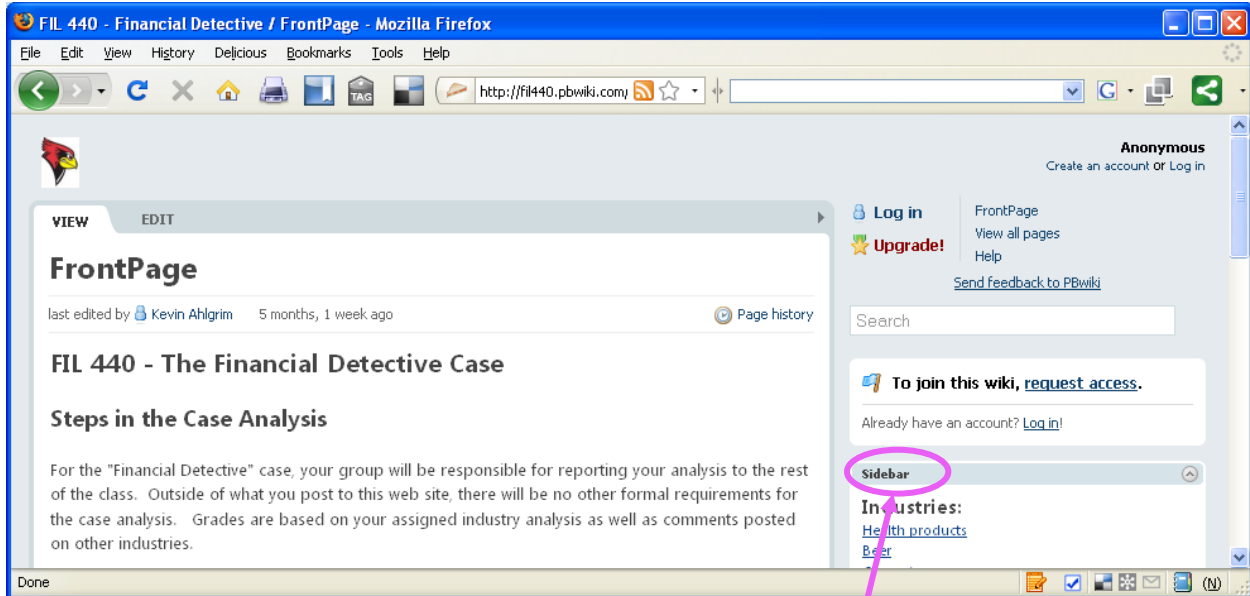 FIL 440 - Financial Detective / FrontPage - Mozilla Firefox
File Edit View History Delicious Bookmarks Tools Help
TAG http://fil440.pbwiki.com/ G
Anonymous
Create an account or Log in
VIEW EDIT
Log in FrontPage
View all pages
Upgrade!
Help
Send feedback to PBwiki
FrontPage
last edited by Kevin Ahlgrim 5 months, 1 week ago Page history
Search
FIL 440 - The Financial Detective Case
To join this wiki, request access.
Already have an account? Log in!
Steps in the Case Analysis
For the "Financial Detective" case, your group will be responsible for reporting your analysis to the rest
of the class. Outside of what you post to this web site, there will be no other formal requirements for
the case analysis. Grades are based on your assigned industry analysis as well as comments posted
on other industries.
Sidebar
Industries:
Health products
Beer
Done (N)